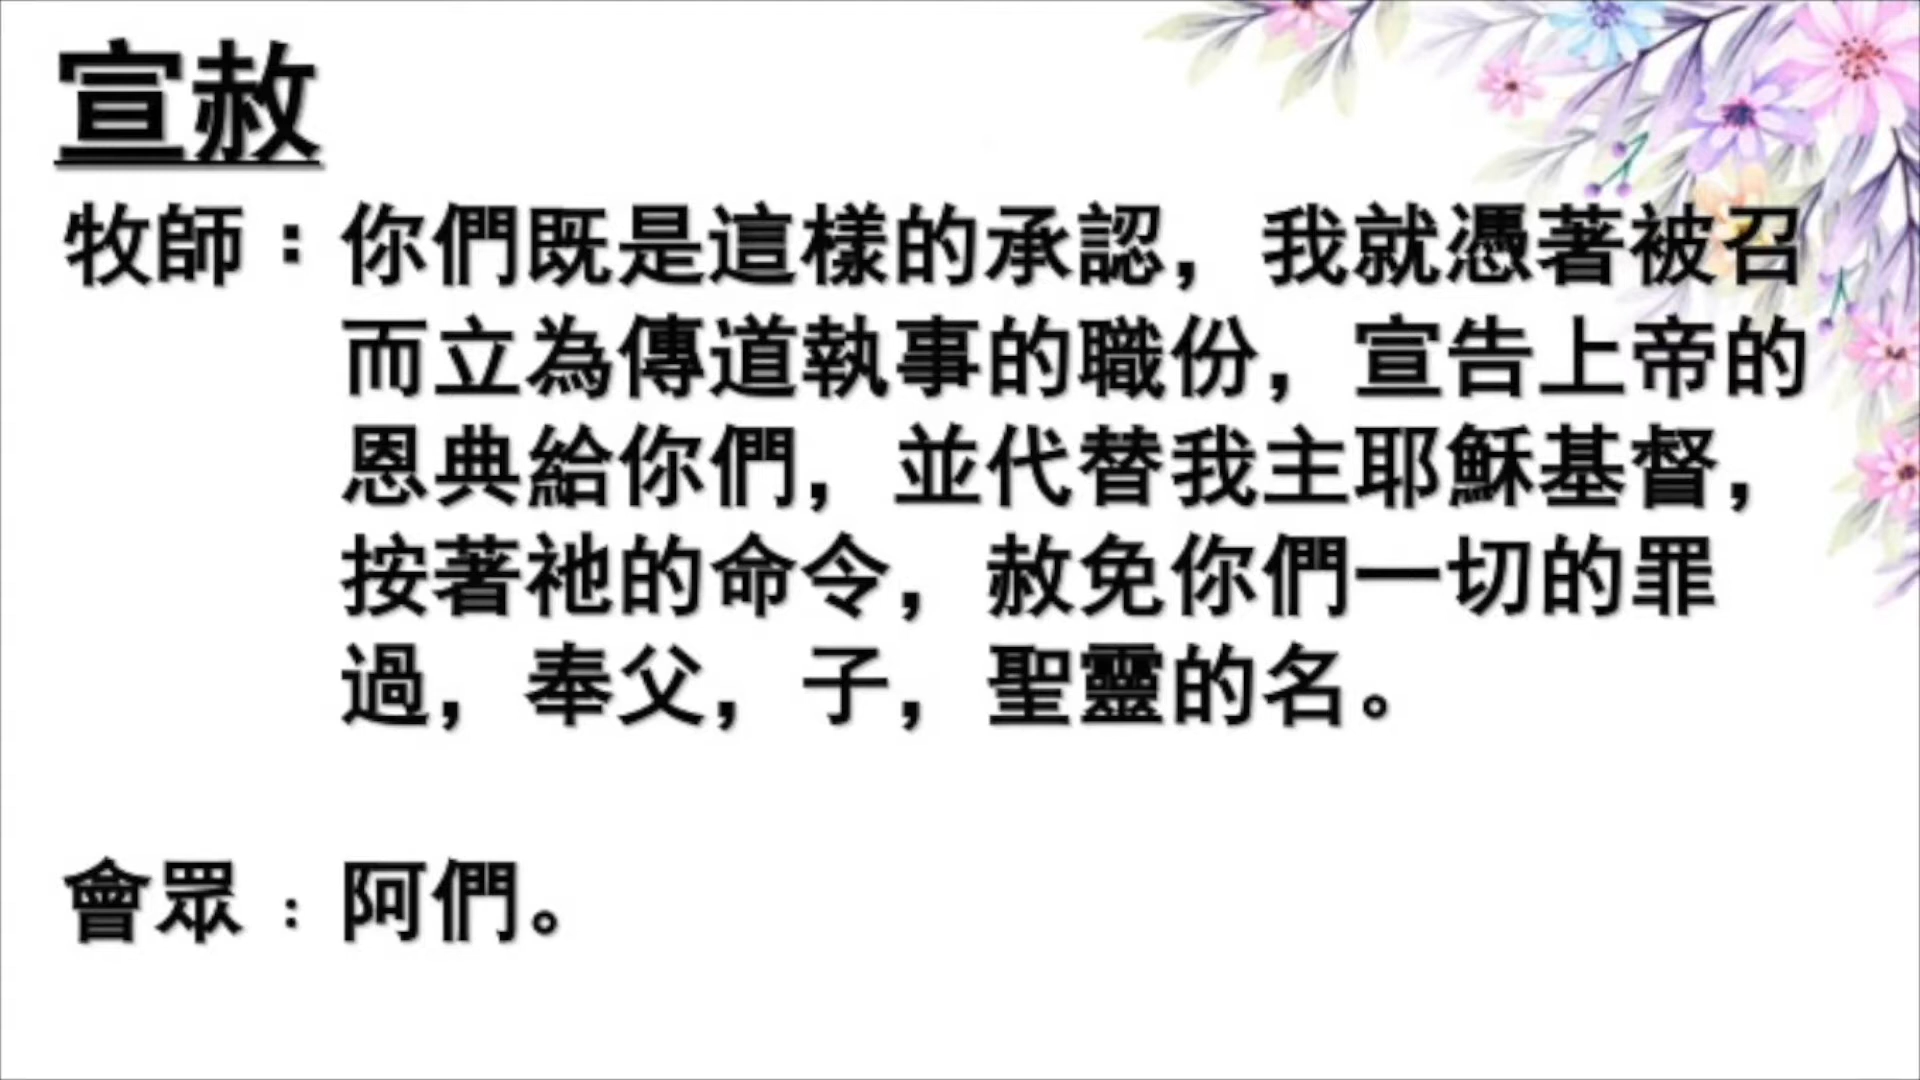 宣赦
牧師：你們既是這樣的承認，我就憑著被召
而立為傳道執事的職份，宣告上帝的
恩典給你們，並代替我主耶穌基督，
按著祂的命令，赦免你們一切的罪
過，奉父，子，聖靈的名。
會眾：阿們。